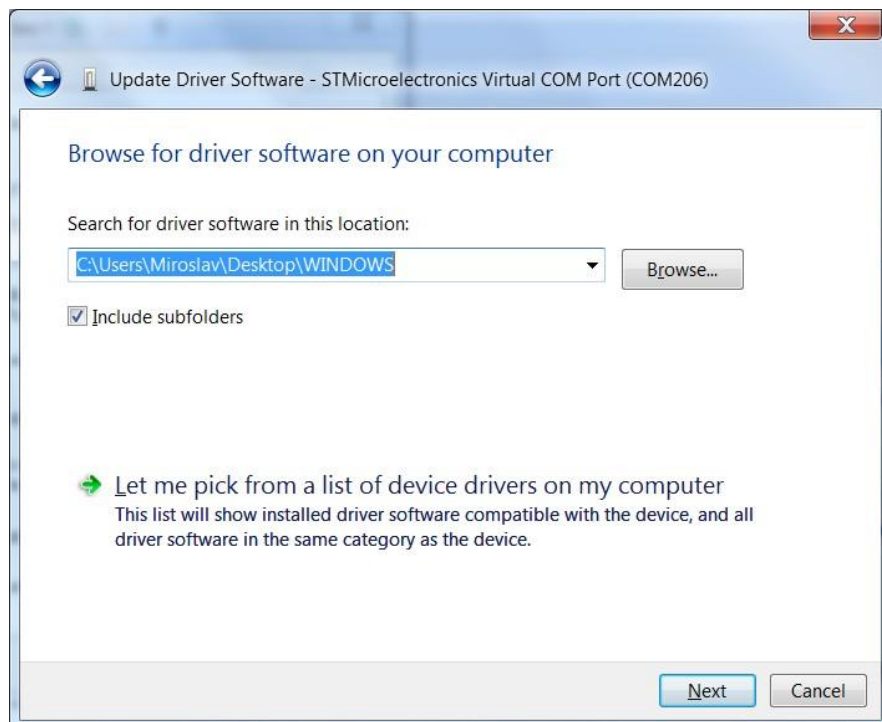 Update Driver Software - STMicroelectronics Virtual COM Port (COM206)
Browse for driver software on your computer
Search for driver software in this location:
C:\Users\Miroslav\Desktop\WINDOWS
Browse...
Include subfolders
Let me pick from a list of device drivers on my computer
This list will show installed driver software compatible with the device, and all
driver software in the same category as the device.
Next
Cancel